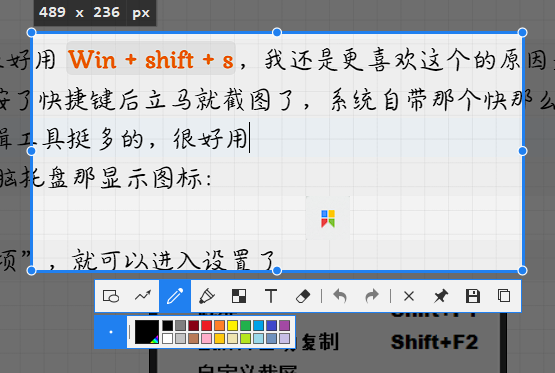 489 x 236 px
好用 Win + shift + s，我还是更喜欢这个的原因
按了快捷键后立马就截图了，系统自带那个快那么
辑工具挺多的，很好用
脑托盘那显示图标：
项”，就可以进入设置了
T
Shift+F1
复制 Shift+F2
自定义截屏